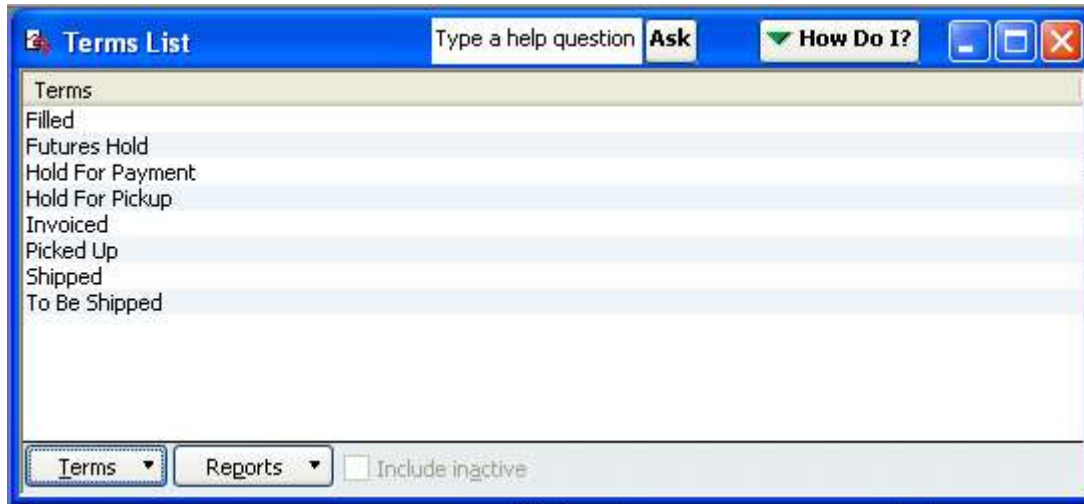 Terms List Type a help question Ask How Do I?
Terms
Filled
Futures Hold
Hold For Payment
Hold For Pickup
Invoiced
Picked Up
Shipped
To Be Shipped
Terms Reports Include inactive